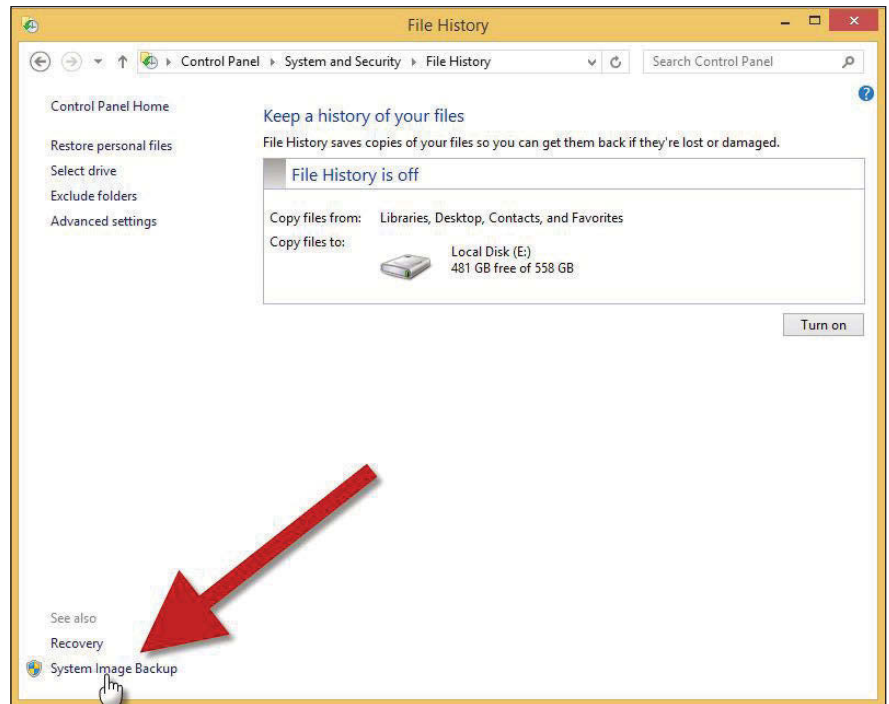 File History
Control Panel System and Security File History
Search Control Panel
Control Panel Home
Restore personal files
Select drive
Exclude folders
Advanced settings
Keep a history of your files
File History saves copies of your files so you can get them back if they're lost or damaged.
File History is off
Copy files from: Libraries, Desktop, Contacts, and Favorites
Copy files to:
Local Disk (E:)
481 GB free of 558 GB
Turn on
See also
Recovery
System Image Backup